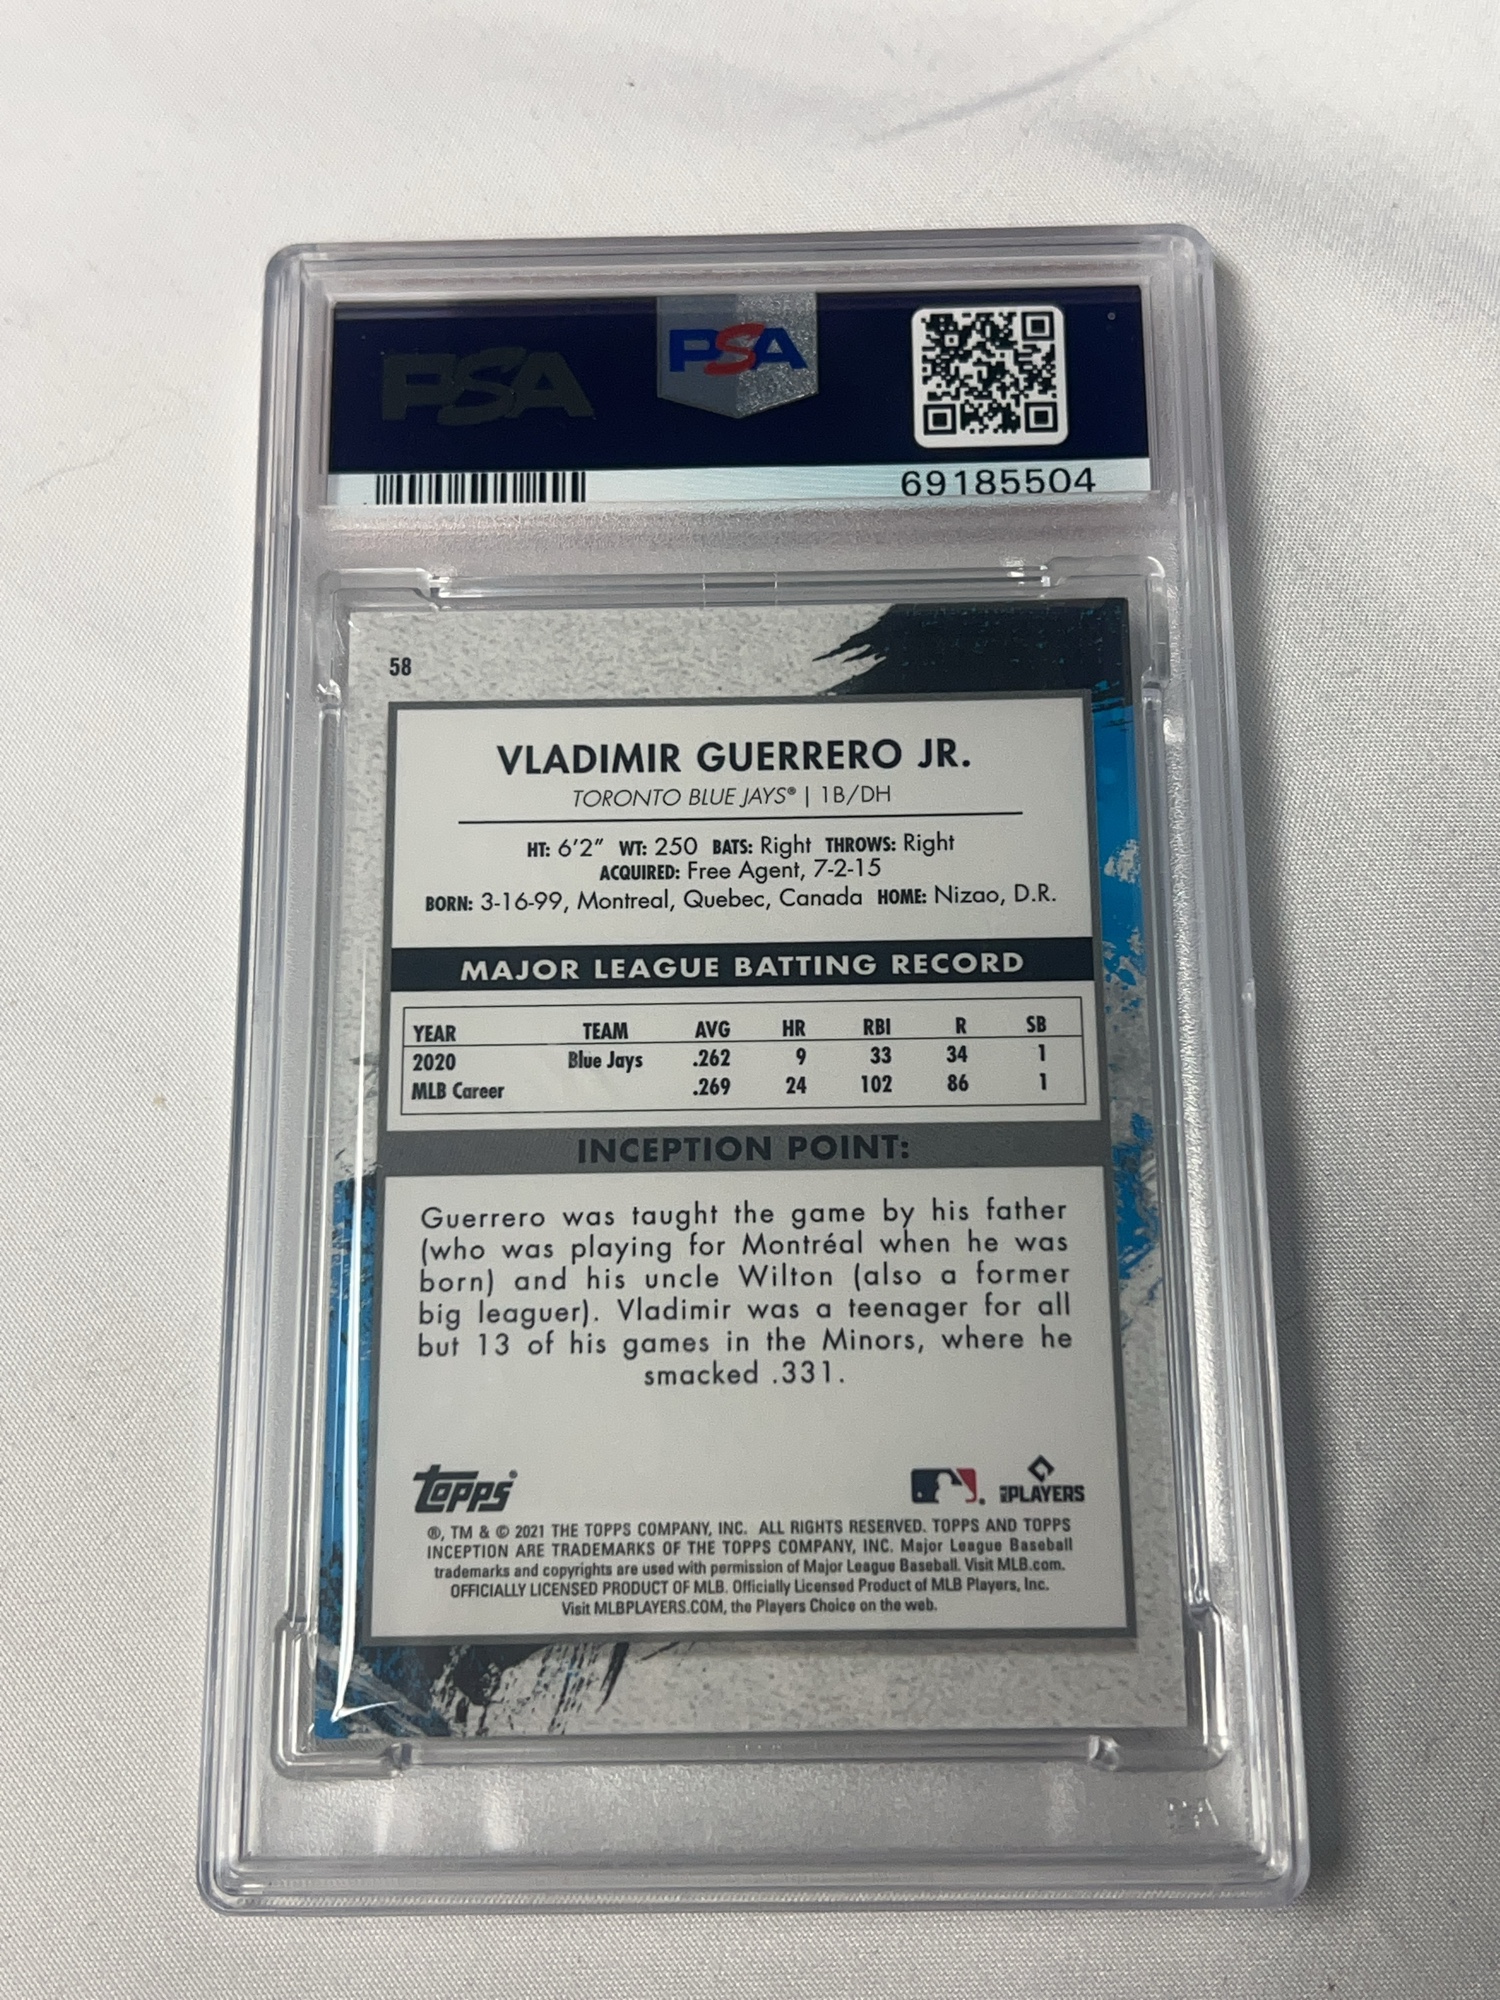 PSA PSA
69185504
58
VLADIMIR GUERRERO JR.
TORONTO BLUE JAYS® | 1B/DH
HT: 6'2" WT: 250 BATS: Right THROWS: Right
ACQUIRED: Free Agent, 7-2-15
BORN: 3-16-99, Montreal, Quebec, Canada HOME: Nizao, D.R.
MAJOR LEAGUE BATTING RECORD
YEAR TEAM AVG HR RBI R SB
2020 Blue Jays .262 9 33 34 1
MLB Career .269 24 102 86 1
INCEPTION POINT:
Guerrero was taught the game by his father
(who was playing for Montréal when he was
born) and his uncle Wilton (also a former
big leaguer). Vladimir was a teenager for all
but 13 of his games in the Minors, where he
smacked .331.
topps® MLB PLAYERS
®, TM & © 2021 THE TOPPS COMPANY, INC. ALL RIGHTS RESERVED. TOPPS AND TOPPS
INCEPTION ARE TRADEMARKS OF THE TOPPS COMPANY, INC. Major League Baseball
trademarks and copyrights are used with permission of Major League Baseball. Visit MLB.com.
OFFICIALLY LICENSED PRODUCT OF MLB. Officially Licensed Product of MLB Players, Inc.
Visit MLBPLAYERS.COM, the Players Choice on the web.